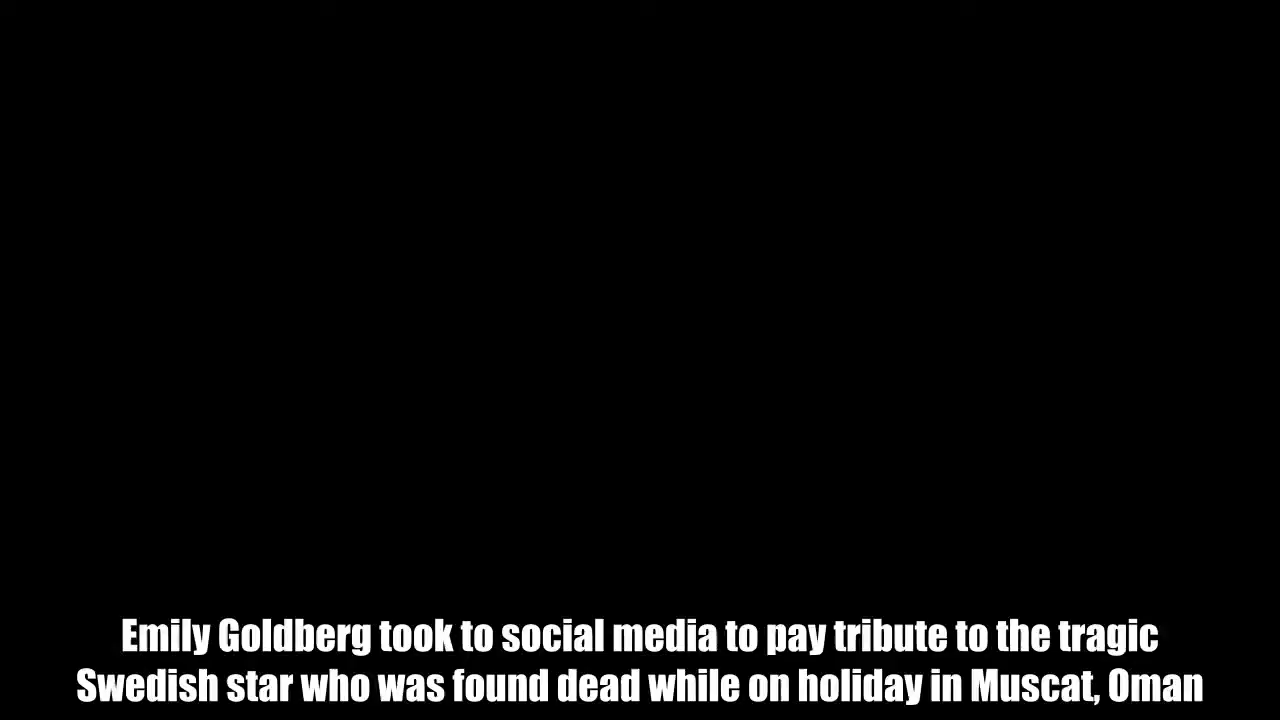 Emily Goldberg took to social media to pay tribute to the tragic
Swedish star who was found dead while on holiday in Muscat, Oman